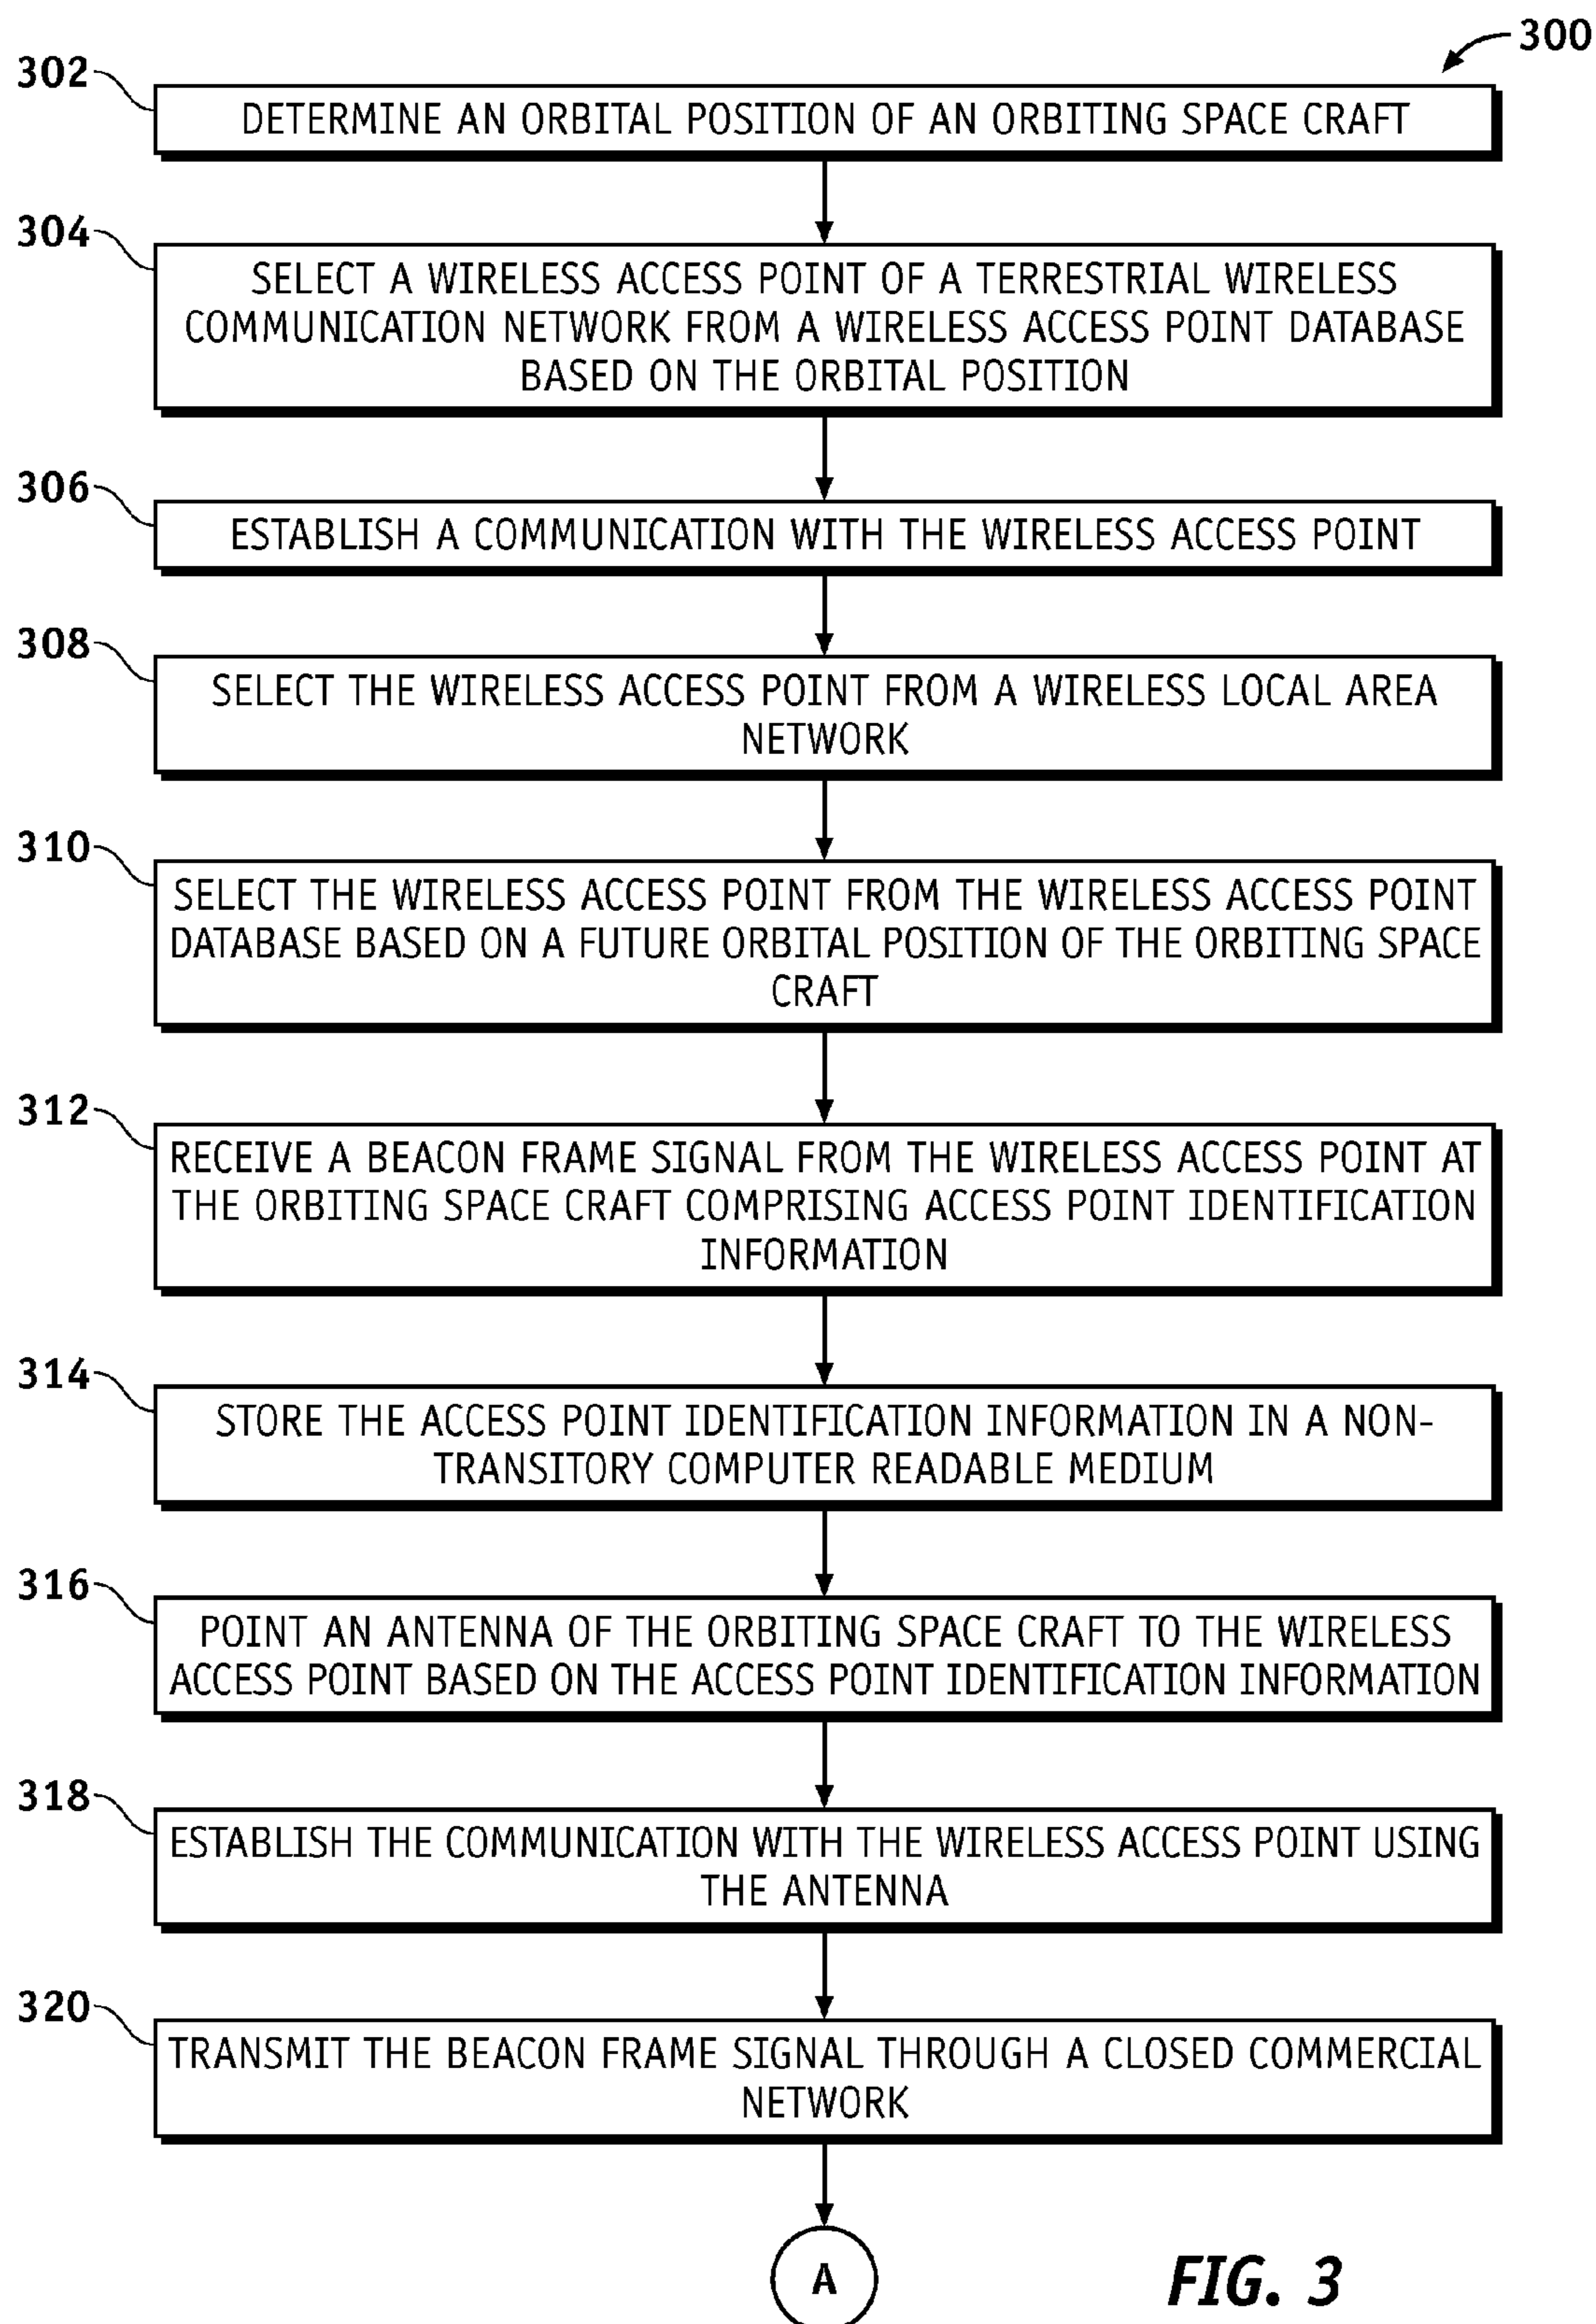 300
302
DETERMINE AN ORBITAL POSITION OF AN ORBITING SPACE CRAFT
304
SELECT A WIRELESS ACCESS POINT OF A TERRESTRIAL WIRELESS
COMMUNICATION NETWORK FROM A WIRELESS ACCESS POINT DATABASE
BASED ON THE ORBITAL POSITION
306
ESTABLISH A COMMUNICATION WITH THE WIRELESS ACCESS POINT
308
SELECT THE WIRELESS ACCESS POINT FROM A WIRELESS LOCAL AREA
NETWORK
310
SELECT THE WIRELESS ACCESS POINT FROM THE WIRELESS ACCESS POINT
DATABASE BASED ON A FUTURE ORBITAL POSITION OF THE ORBITING SPACE
CRAFT
312
RECEIVE A BEACON FRAME SIGNAL FROM THE WIRELESS ACCESS POINT AT
THE ORBITING SPACE CRAFT COMPRISING ACCESS POINT IDENTIFICATION
INFORMATION
314
STORE THE ACCESS POINT IDENTIFICATION INFORMATION IN A NON-
TRANSITORY COMPUTER READABLE MEDIUM
316
POINT AN ANTENNA OF THE ORBITING SPACE CRAFT TO THE WIRELESS
ACCESS POINT BASED ON THE ACCESS POINT IDENTIFICATION INFORMATION
318
ESTABLISH THE COMMUNICATION WITH THE WIRELESS ACCESS POINT USING
THE ANTENNA
320
TRANSMIT THE BEACON FRAME SIGNAL THROUGH A CLOSED COMMERCIAL
NETWORK
A
FIG. 3